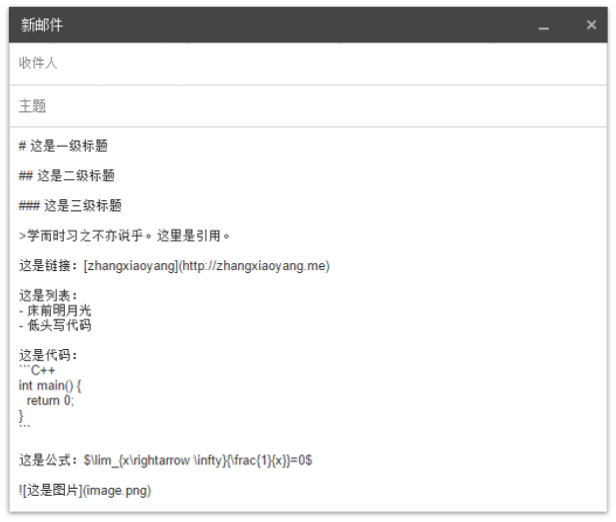 新邮件
收件人
主题
# 这是一级标题
## 这是二级标题
### 这是三级标题
>学而时习之不亦说乎。这里是引用。
这是链接：[zhangxiaoyang](http://zhangxiaoyang.me)
这是列表：
- 床前明月光
- 低头写代码
这是代码：
```C++
int main() {
  return 0;
}
```
这是公式：$\lim_{x\rightarrow \infty}{\frac{1}{x}}=0$
![这是图片](image.png)